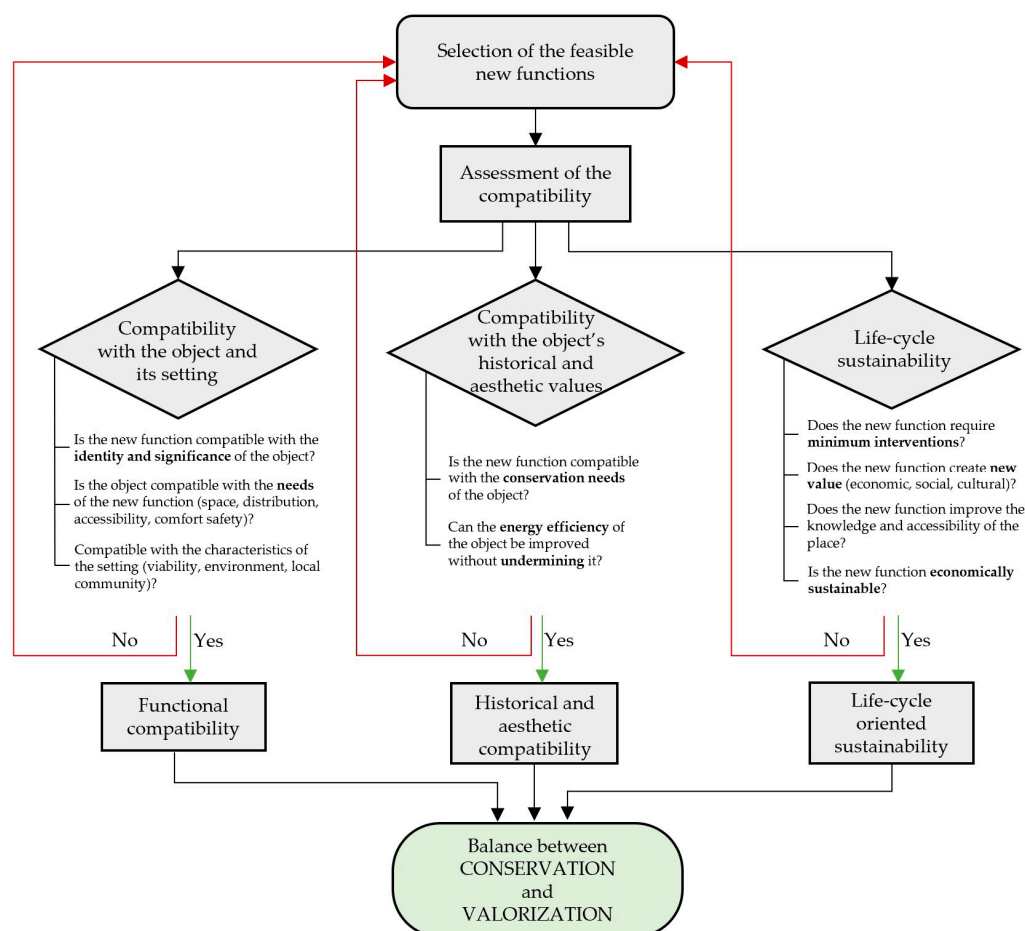 Selection of the feasible
new functions
Assessment of the
compatibility
Compatibility
with the object and
its setting
Compatibility
with the object's
historical and
aesthetic values
Life-cycle
sustainability
Is the new function compatible with the
identity and significance of the object?
Is the object compatible with the needs
of the new function (space, distribution,
accessibility, comfort safety)?
Compatible with the characteristics of
the setting (viability, environment, local
community)?
Is the new function compatible
with the conservation needs
of the object?
Can the energy efficiency of
the object be improved
without undermining it?
Does the new function require
minimum interventions?
Does the new function create new
value (economic, social, cultural)?
Does the new function improve the
knowledge and accessibility of the
place?
Is the new function economically
sustainable?
No
Yes
No
Yes
No
Yes
Functional
compatibility
Historical and
aesthetic
compatibility
Life-cycle
oriented
sustainability
Balance between
CONSERVATION
and
VALORIZATION